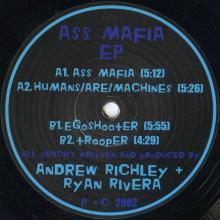 ASS MAFIA
EP
A1. ASS MAFIA (5:12)
A2. HUMANS/ARE/MACHINES (5:26)
B1. EGOSHOOTER (5:55)
B2. TROOPER (4:29)
ALL TRACKS WRITTEN AND PRODUCED BY
ANDREW RICHLEY +
RYAN RIVERA
P + C 2002